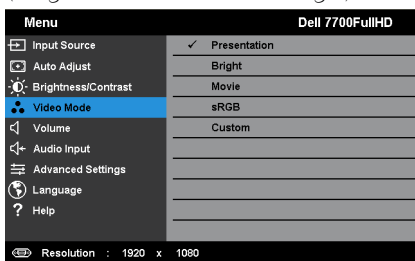 Menu Dell 7700FullHD
Input Source ✓ Presentation
Auto Adjust Bright
Brightness/Contrast Movie
Video Mode sRGB
Volume Custom
Audio Input
Advanced Settings
Language
? Help
Resolution : 1920 x 1080